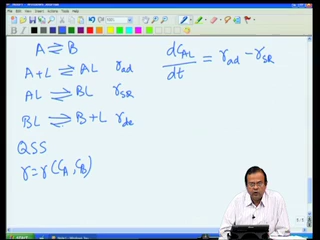 A ⇌ B
A + L ⇌ AL r_ad
AL ⇌ BL r_SR
BL ⇌ B + L r_de
QSS
r = r (C_A, C_B)
dC_AL/dt = r_ad - r_SR